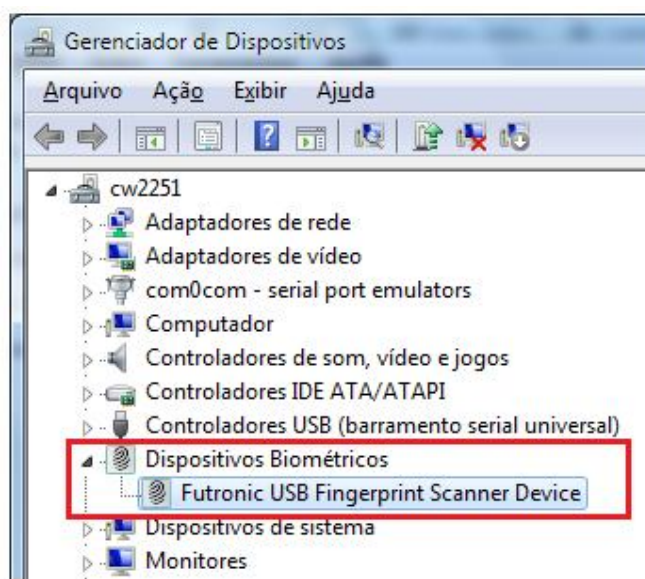 Gerenciador de Dispositivos
Arquivo Ação Exibir Ajuda
cw2251
Adaptadores de rede
Adaptadores de vídeo
com0com - serial port emulators
Computador
Controladores de som, vídeo e jogos
Controladores IDE ATA/ATAPI
Controladores USB (barramento serial universal)
Dispositivos Biométricos
Futronic USB Fingerprint Scanner Device
Dispositivos de sistema
Monitores